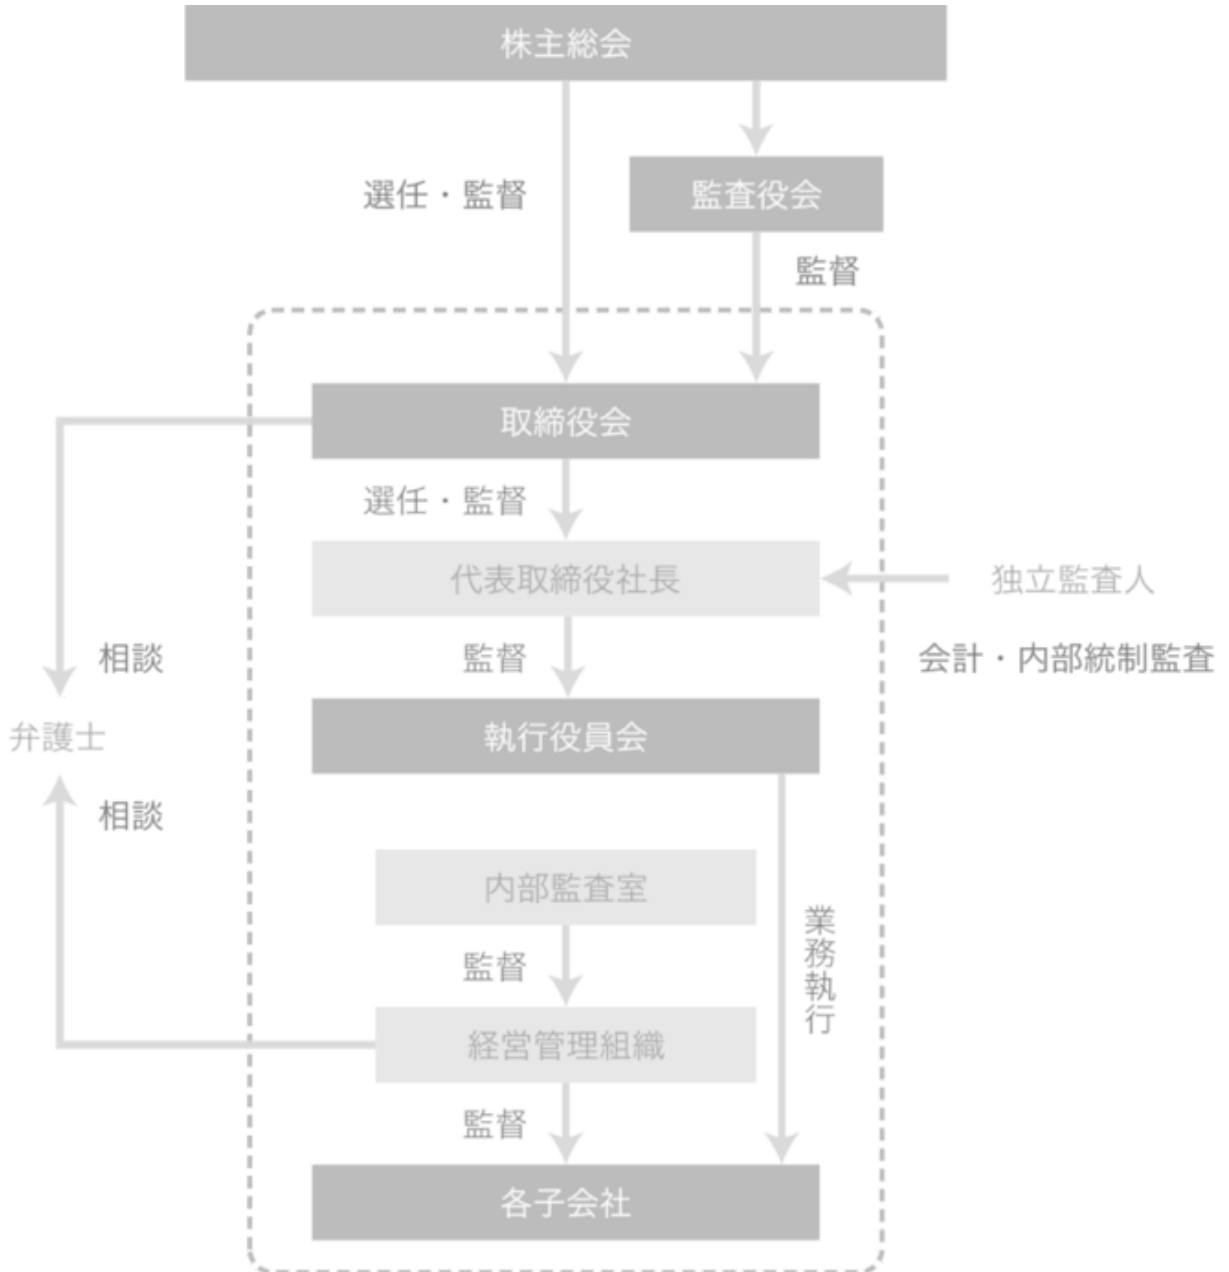 株主総会
選任・監督
監査役会
監督
取締役会
選任・監督
代表取締役社長
独立監査人
会計・内部統制監査
監督
相談
執行役員会
弁護士
相談
内部監査室
監督
業務執行
経営管理組織
監督
各子会社